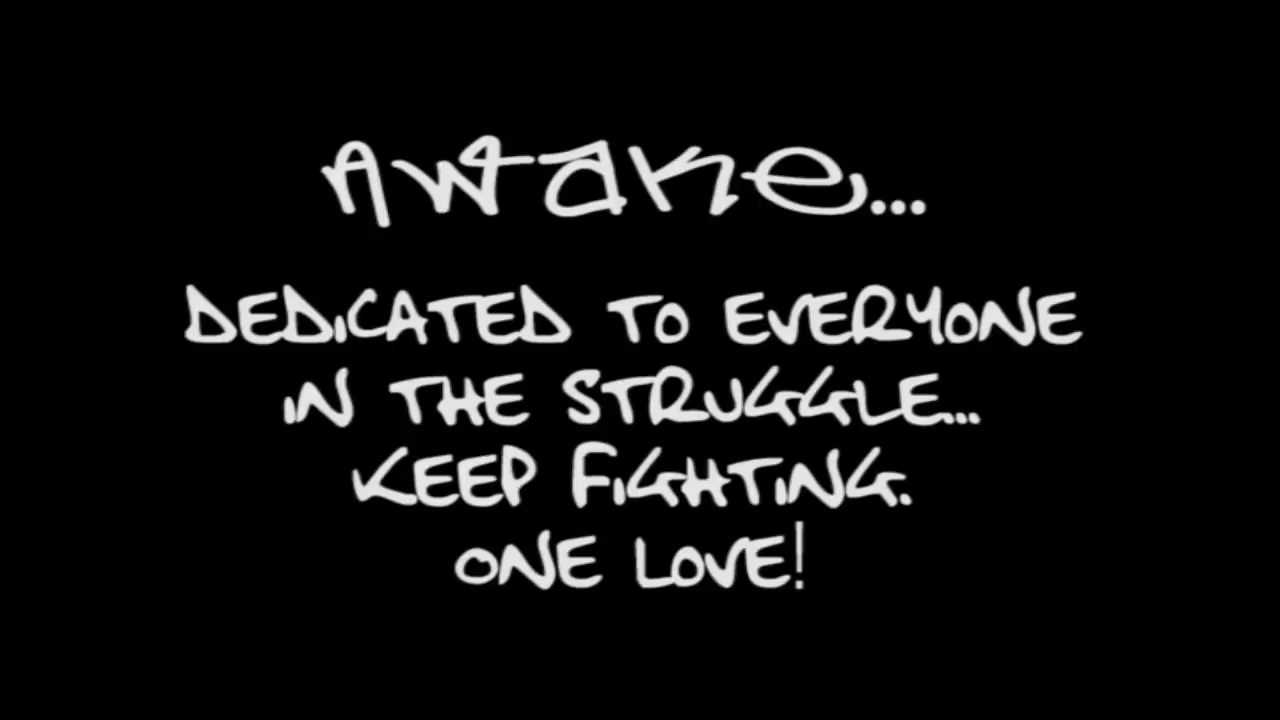 Awake...
DEDICATED TO EVERYONE
IN THE STRUGGLE...
KEEP FIGHTING.
ONE LOVE!